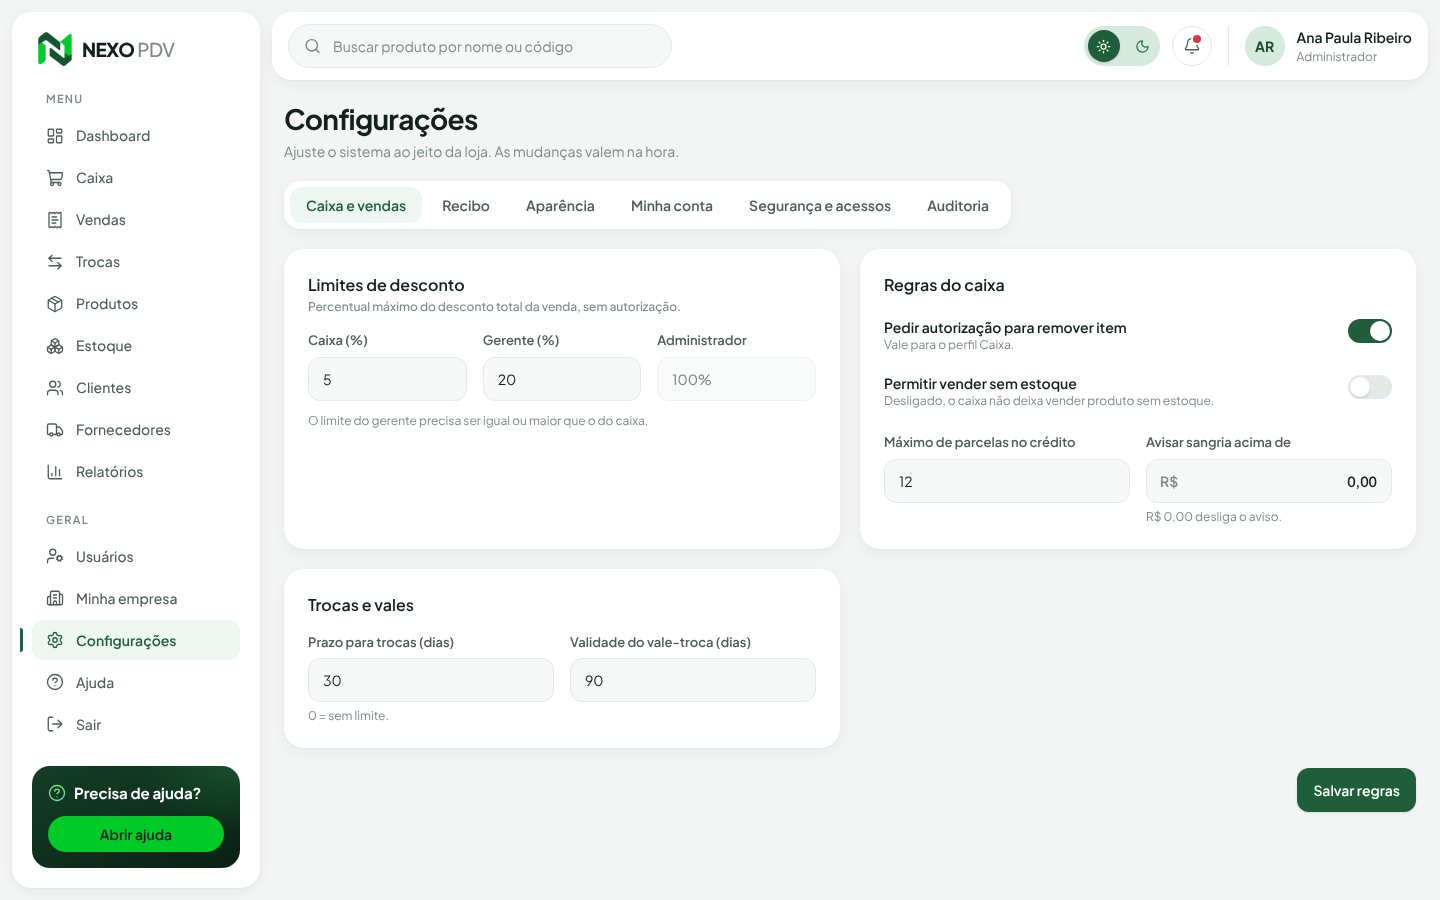 NEXO PDV
MENU
Dashboard
Caixa
Vendas
Trocas
Produtos
Estoque
Clientes
Fornecedores
Relatórios
GERAL
Usuários
Minha empresa
Configurações
Ajuda
Sair
Precisa de ajuda?
Abrir ajuda
Buscar produto por nome ou código
AR
Ana Paula Ribeiro
Administrador
Configurações
Ajuste o sistema ao jeito da loja. As mudanças valem na hora.
Caixa e vendas Recibo Aparência Minha conta Segurança e acessos Auditoria
Limites de desconto
Percentual máximo do desconto total da venda, sem autorização.
Caixa (%) Gerente (%) Administrador
5 20 100%
O limite do gerente precisa ser igual ou maior que o do caixa.
Regras do caixa
Pedir autorização para remover item
Vale para o perfil Caixa.
Permitir vender sem estoque
Desligado, o caixa não deixa vender produto sem estoque.
Máximo de parcelas no crédito Avisar sangria acima de
12 R$ 0,00
R$ 0,00 desliga o aviso.
Trocas e vales
Prazo para trocas (dias) Validade do vale-troca (dias)
30 90
0 = sem limite.
Salvar regras